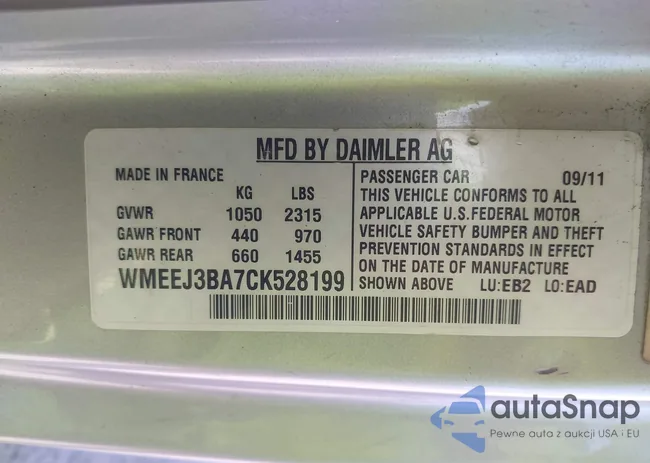 MFD BY DAIMLER AG
MADE IN FRANCE
KG LBS
GVWR 1050 2315
GAWR FRONT 440 970
GAWR REAR 660 1455
WMEEJ3BA7CK528199
PASSENGER CAR 09/11
THIS VEHICLE CONFORMS TO ALL
APPLICABLE U.S.FEDERAL MOTOR
VEHICLE SAFETY BUMPER AND THEFT
PREVENTION STANDARDS IN EFFECT
ON THE DATE OF MANUFACTURE
SHOWN ABOVE LU:EB2 LO:EAD
autaSnap
Pewne auta z aukcji USA i EU